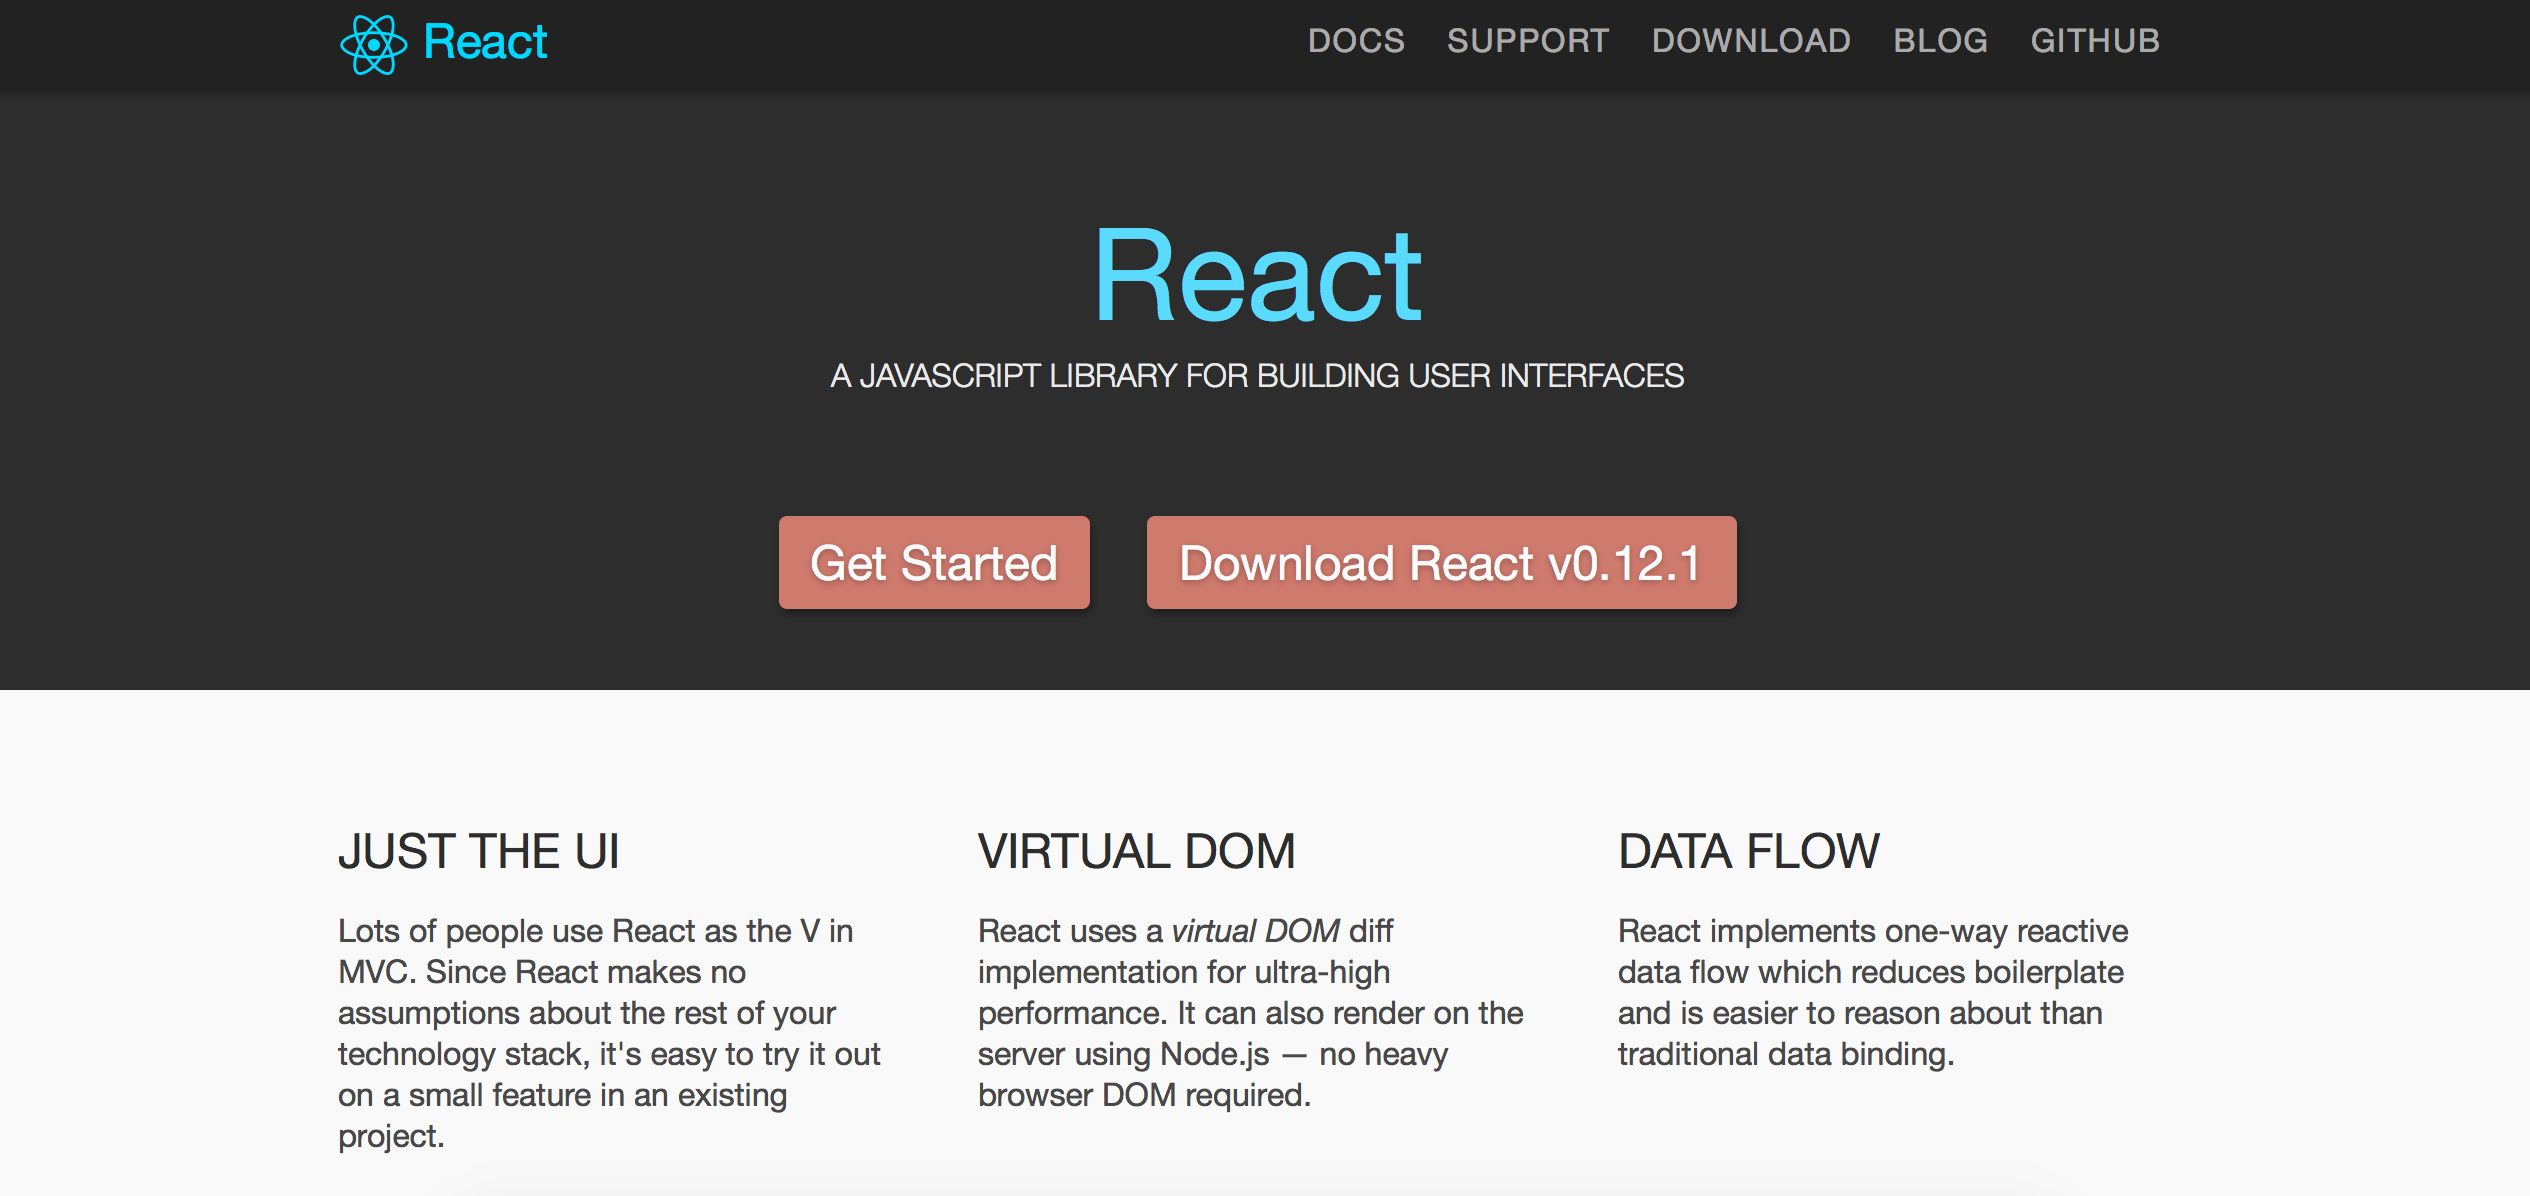 React
DOCS SUPPORT DOWNLOAD BLOG GITHUB
React
A JAVASCRIPT LIBRARY FOR BUILDING USER INTERFACES
Get Started
Download React v0.12.1
JUST THE UI
Lots of people use React as the V in
MVC. Since React makes no
assumptions about the rest of your
technology stack, it's easy to try it out
on a small feature in an existing
project.
VIRTUAL DOM
React uses a virtual DOM diff
implementation for ultra-high
performance. It can also render on the
server using Node.js — no heavy
browser DOM required.
DATA FLOW
React implements one-way reactive
data flow which reduces boilerplate
and is easier to reason about than
traditional data binding.